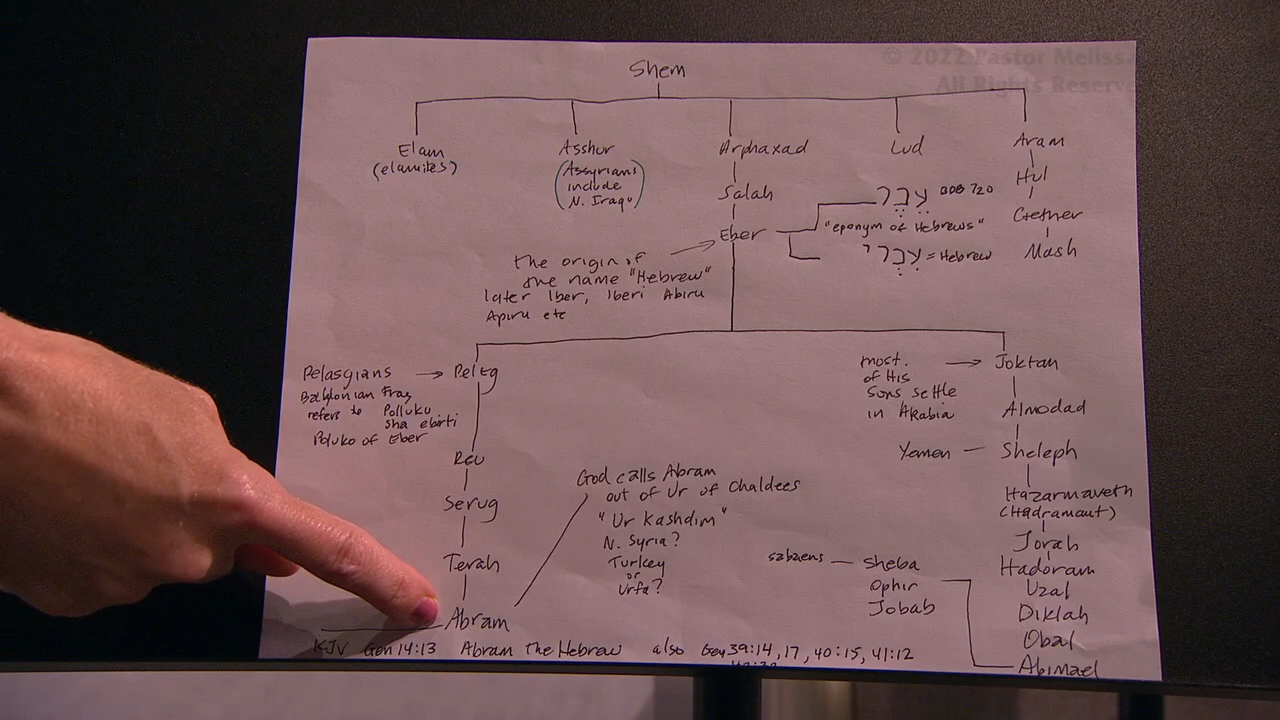 © 2022 Pastor Melissa
All Rights Reserve
Shem
Elam
(elamites)
Asshur
(Assyrians
include
N. Iraq)
Arphaxad
Salah
Eber
Lud
Aram
Hul
Gether
Mash
עבר BDB 720
"eponym of Hebrews"
עברי = Hebrew
the origin of
the name "Hebrew"
later Iber, Iberi Abiru
Apiru etc
Pelasgians → Peleg
Babylonian Frag
refers to Polluku
sha ebirti
Poluko of Eber
Reu
Serug
Terah
Abram
God calls Abram
out of Ur of Chaldees
"Ur Kashdim"
N. Syria?
Turkey
or
Urfa?
most. → Joktan
of His
Sons settle
in Arabia
Almodad
Yemen – Sheleph
Hazarmaveth
(Hadramaut)
Jorah
Hadoram
Uzal
Diklah
Obal
Abimael
sabaens – Sheba
Ophir
Jobab
KJV Gen 14:13 Abram the Hebrew also Gen 39:14, 17, 40:15, 41:12